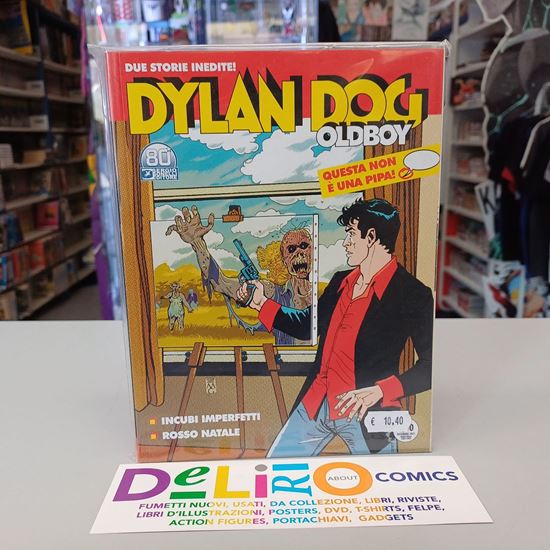 DUE STORIE INEDITE!
DYLAN DOG
OLDBOY
80
SERGIO BONELLI EDITORE
QUESTA NON
È UNA PIPA!
INCUBI IMPERFETTI
ROSSO NATALE
€ 10,40
DeLiRiO ABOUT COMICS
FUMETTI NUOVI, USATI, DA COLLEZIONE, LIBRI, RIVISTE,
LIBRI D'ILLUSTRAZIONI, POSTERS, DVD, T-SHIRTS, FELPE,
ACTION FIGURES, PORTACHIAVI, GADGETS